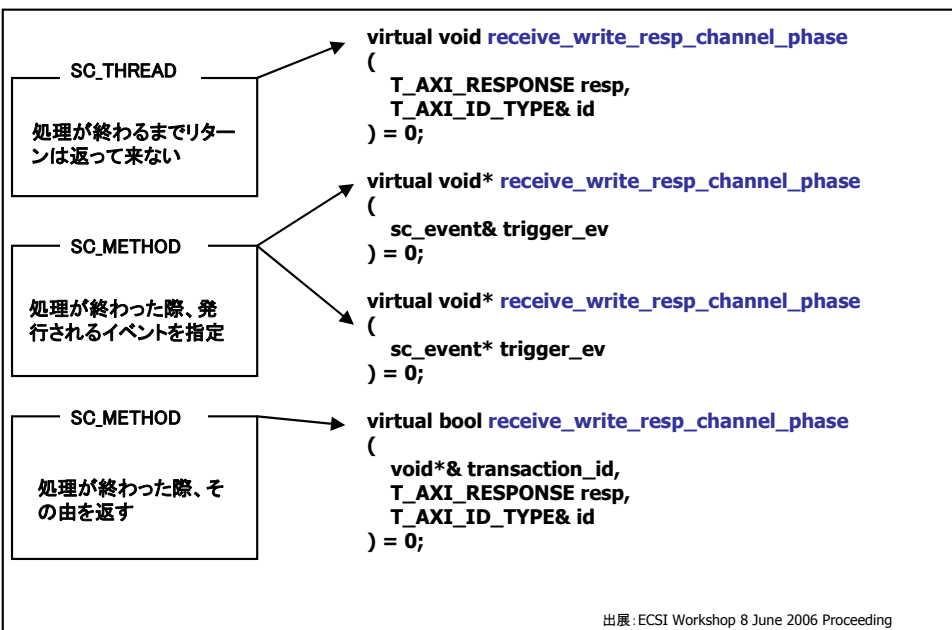 SC_THREAD
処理が終わるまでリター
ンは返って来ない
virtual void receive_write_resp_channel_phase
(
T_AXI_RESPONSE resp,
T_AXI_ID_TYPE& id
) = 0;
SC_METHOD
処理が終わった際、発
行されるイベントを指定
virtual void* receive_write_resp_channel_phase
(
sc_event& trigger_ev
) = 0;
virtual void* receive_write_resp_channel_phase
(
sc_event* trigger_ev
) = 0;
SC_METHOD
処理が終わった際、そ
の由を返す
virtual bool receive_write_resp_channel_phase
(
void*& transaction_id,
T_AXI_RESPONSE resp,
T_AXI_ID_TYPE& id
) = 0;
出展:ECSI Workshop 8 June 2006 Proceeding